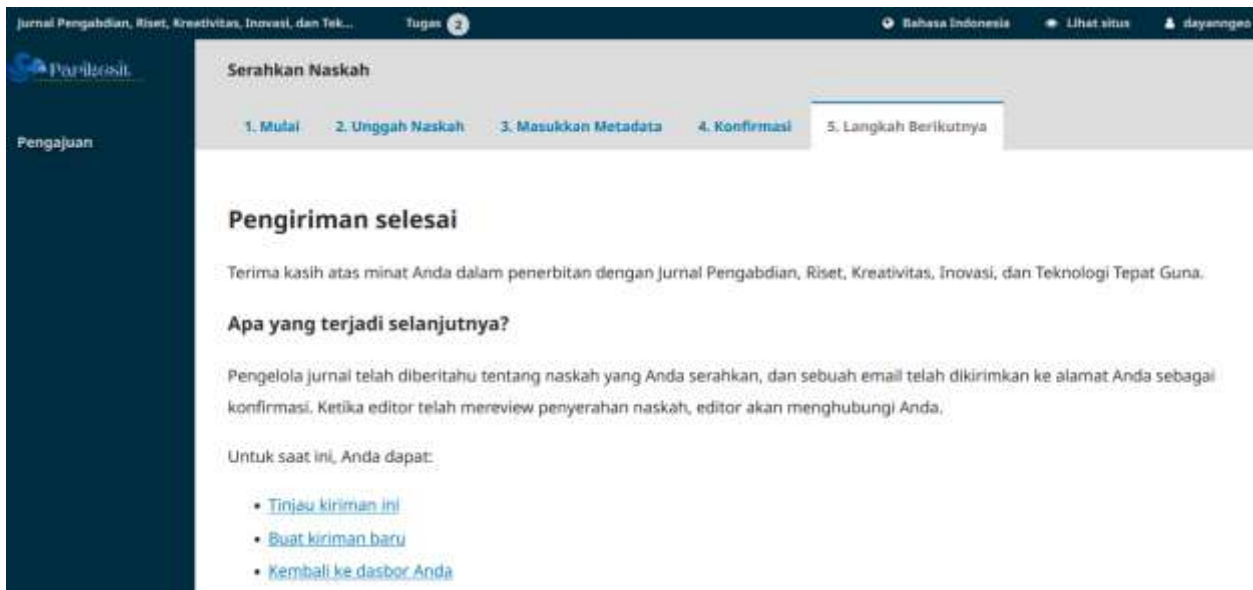 Jurnal Pengabdian, Riset, Kreativitas, Inovasi, dan Tek... Tugas 2 Bahasa Indonesia Lihat situs dayanngeo
Parikesit
Serahkan Naskah
1. Mulai 2. Unggah Naskah 3. Masukkan Metadata 4. Konfirmasi 5. Langkah Berikutnya
Pengajuan
Pengiriman selesai
Terima kasih atas minat Anda dalam penerbitan dengan Jurnal Pengabdian, Riset, Kreativitas, Inovasi, dan Teknologi Tepat Guna.
Apa yang terjadi selanjutnya?
Pengelola jurnal telah diberitahu tentang naskah yang Anda serahkan, dan sebuah email telah dikirimkan ke alamat Anda sebagai
konfirmasi. Ketika editor telah mereview penyerahan naskah, editor akan menghubungi Anda.
Untuk saat ini, Anda dapat:
• Tinjau kiriman ini
• Buat kiriman baru
• Kembali ke dasbor Anda